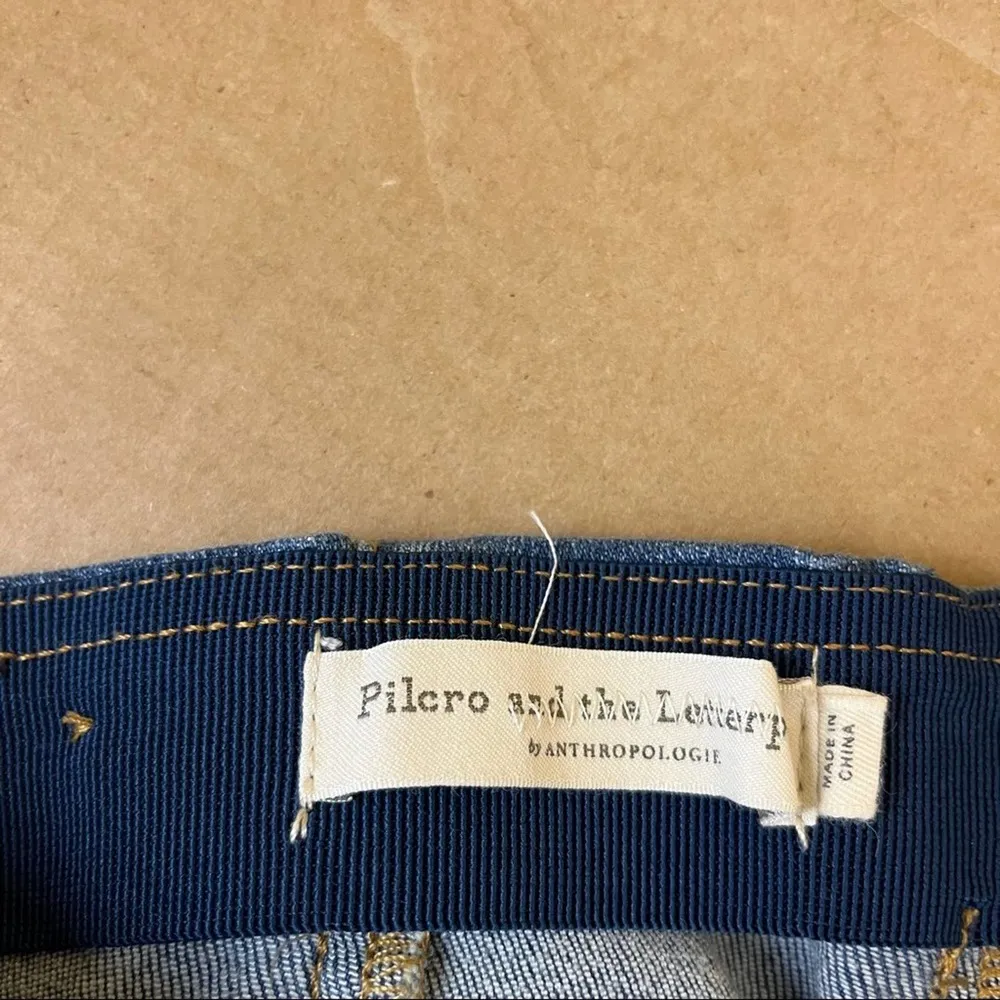 Pilcro and the Letterp
by ANTHROPOLOGIE
MADE IN
CHINA